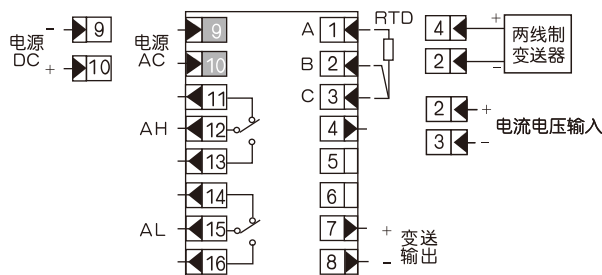 电源 DC
- 9
+ 10
电源 AC
9
10
11
AH 12
13
14
AL 15
16
A 1
B 2
C 3
RTD
4
5
6
7 +
8 -
变送输出
4 +
2 -
两线制变送器
2 +
3 -
电流电压输入